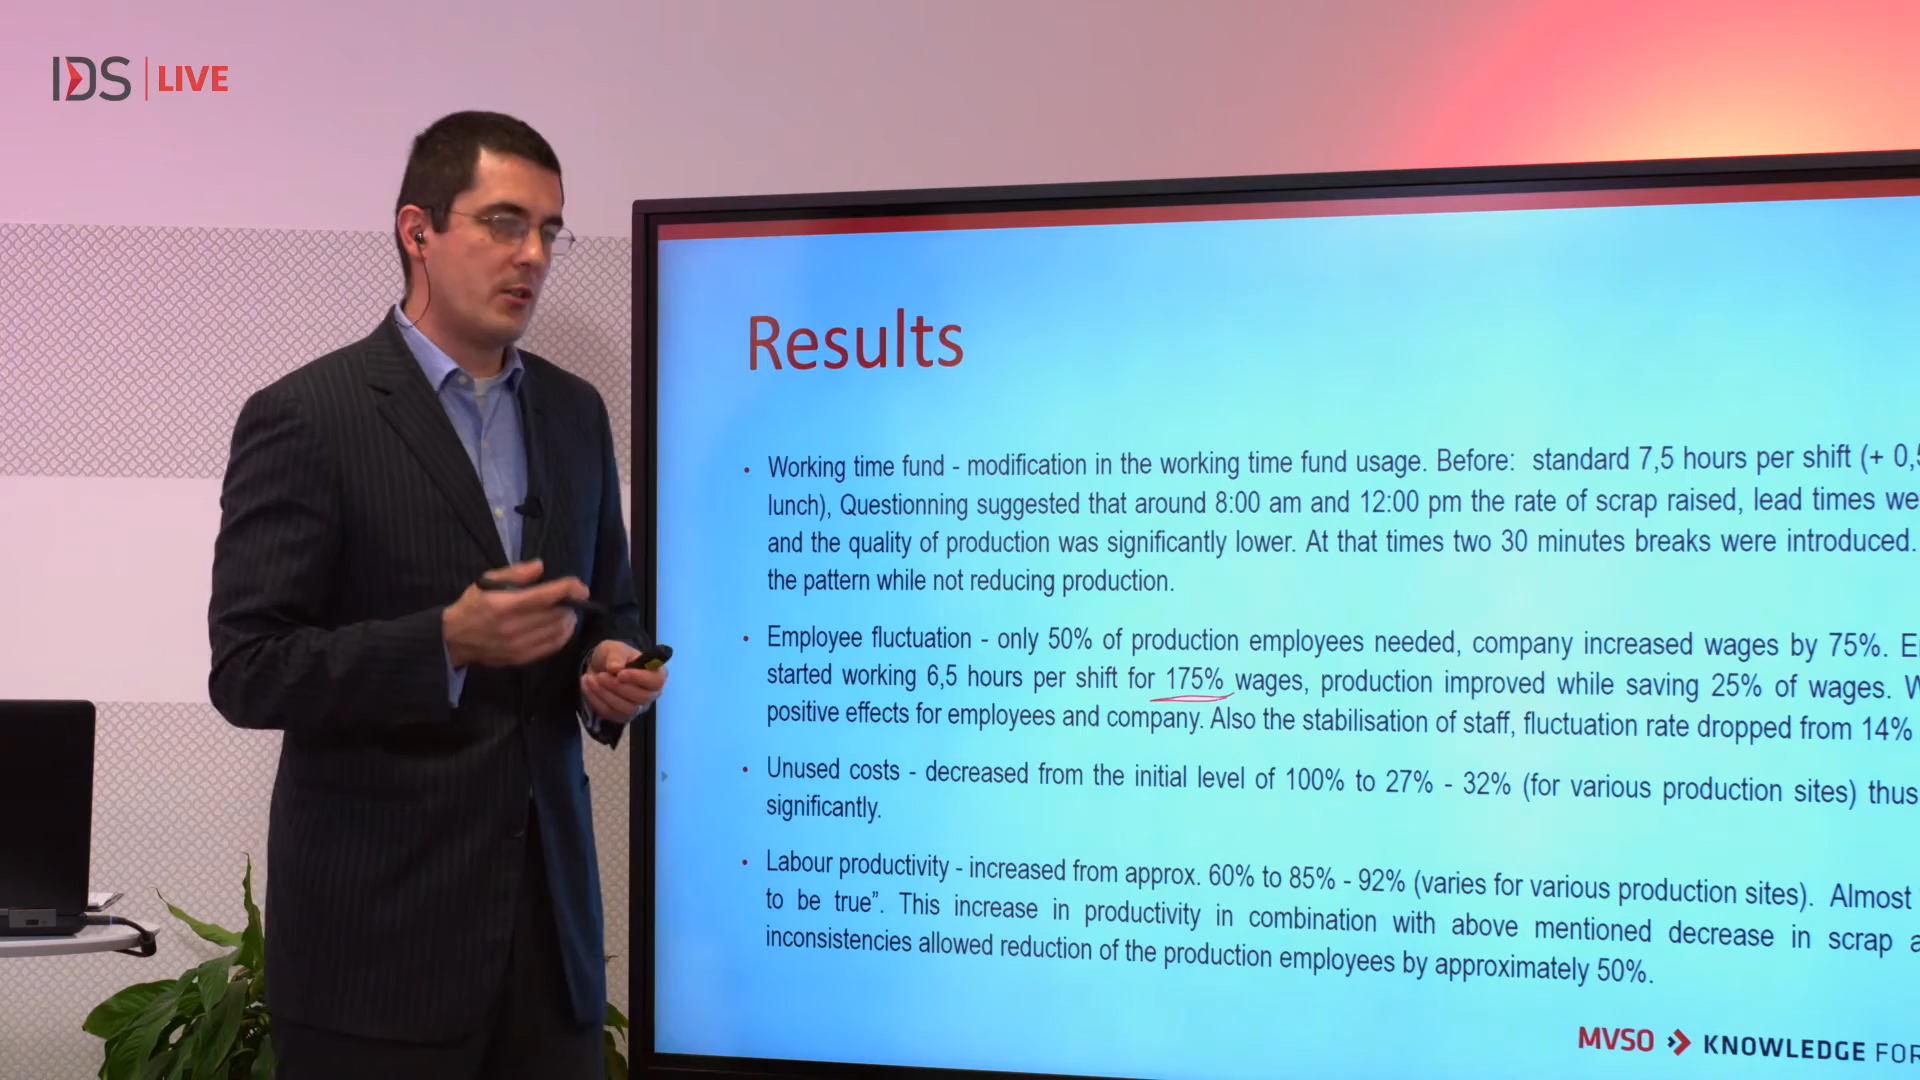 IDS | LIVE
Results
• Working time fund - modification in the working time fund usage. Before: standard 7,5 hours per shift (+ 0,5
lunch), Questionning suggested that around 8:00 am and 12:00 pm the rate of scrap raised, lead times we
and the quality of production was significantly lower. At that times two 30 minutes breaks were introduced.
the pattern while not reducing production.
• Employee fluctuation - only 50% of production employees needed, company increased wages by 75%. E
started working 6,5 hours per shift for 175% wages, production improved while saving 25% of wages. W
positive effects for employees and company. Also the stabilisation of staff, fluctuation rate dropped from 14%
• Unused costs - decreased from the initial level of 100% to 27% - 32% (for various production sites) thus
significantly.
• Labour productivity - increased from approx. 60% to 85% - 92% (varies for various production sites). Almost
to be true”. This increase in productivity in combination with above mentioned decrease in scrap a
inconsistencies allowed reduction of the production employees by approximately 50%.
MVSO KNOWLEDGE FOR